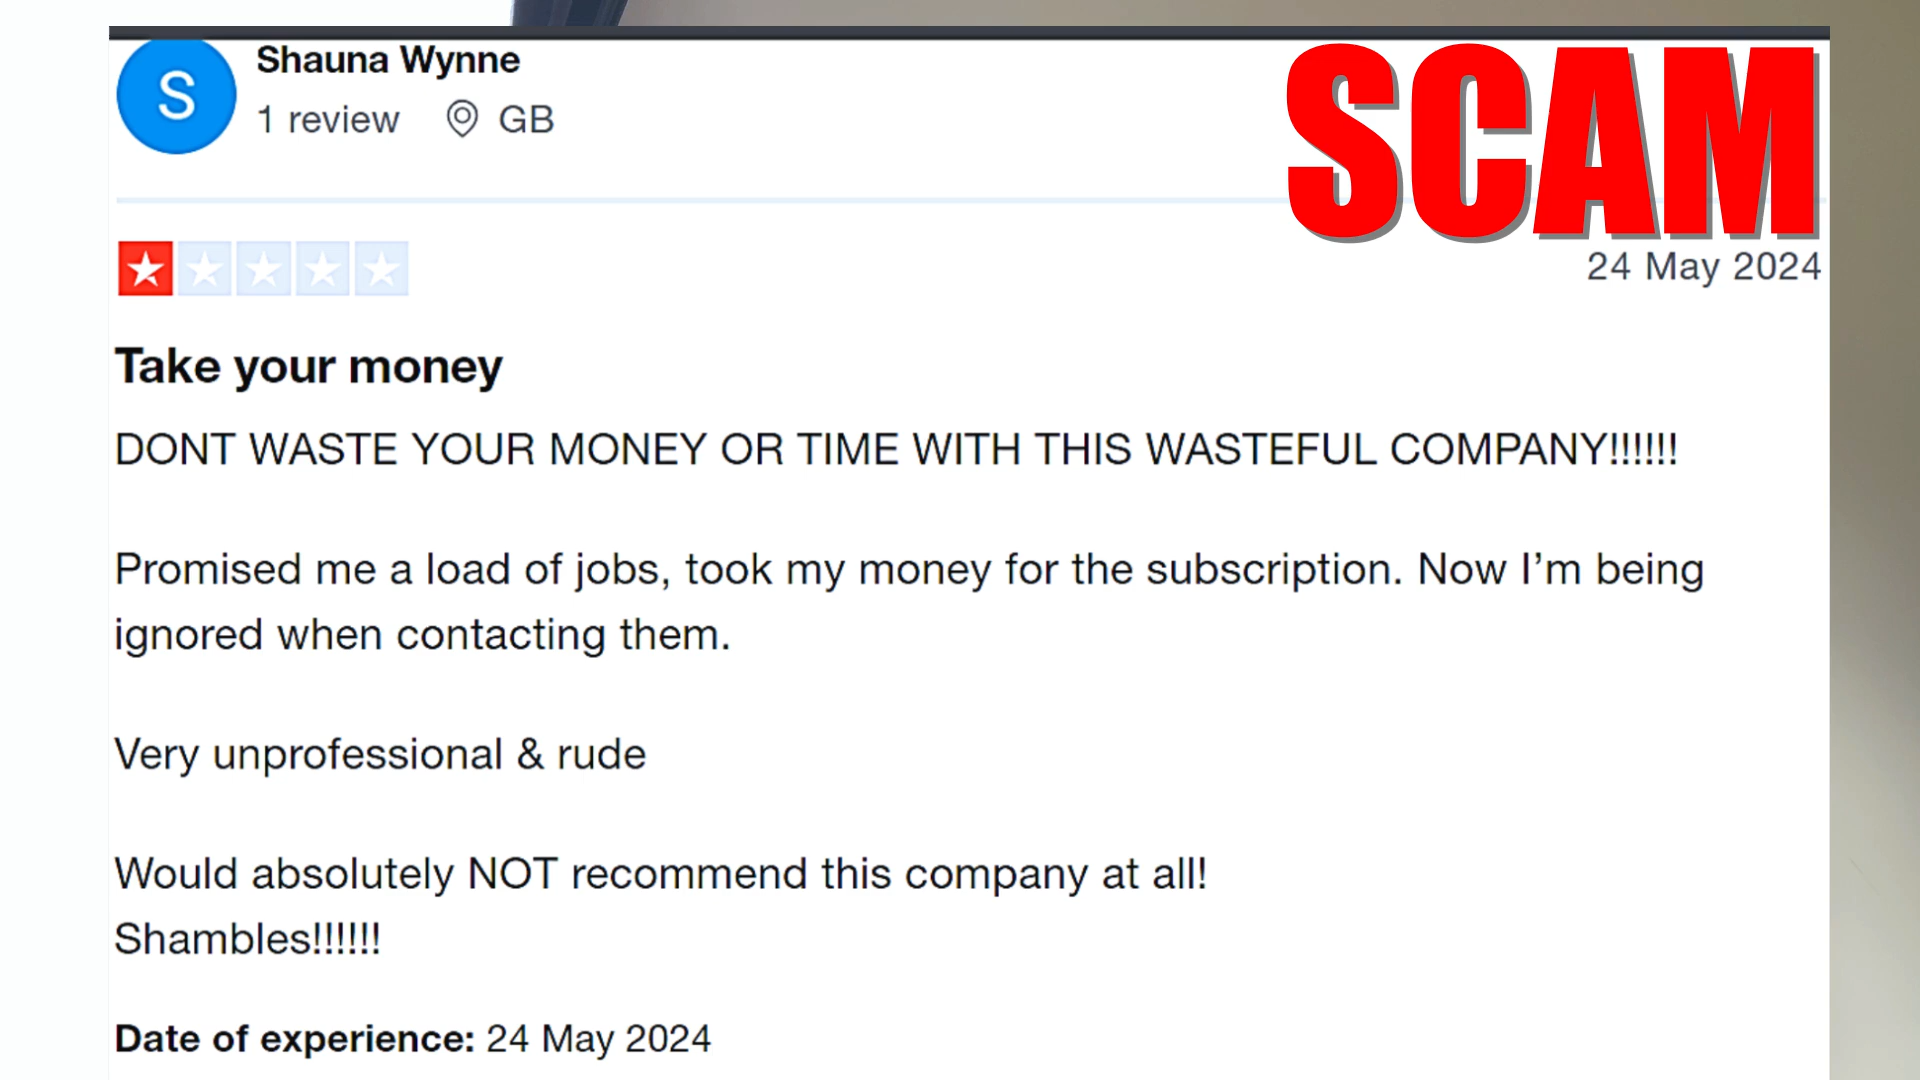 S
Shauna Wynne
1 review GB
SCAM
24 May 2024
Take your money
DONT WASTE YOUR MONEY OR TIME WITH THIS WASTEFUL COMPANY!!!!!!
Promised me a load of jobs, took my money for the subscription. Now I’m being
ignored when contacting them.
Very unprofessional & rude
Would absolutely NOT recommend this company at all!
Shambles!!!!!!
Date of experience: 24 May 2024